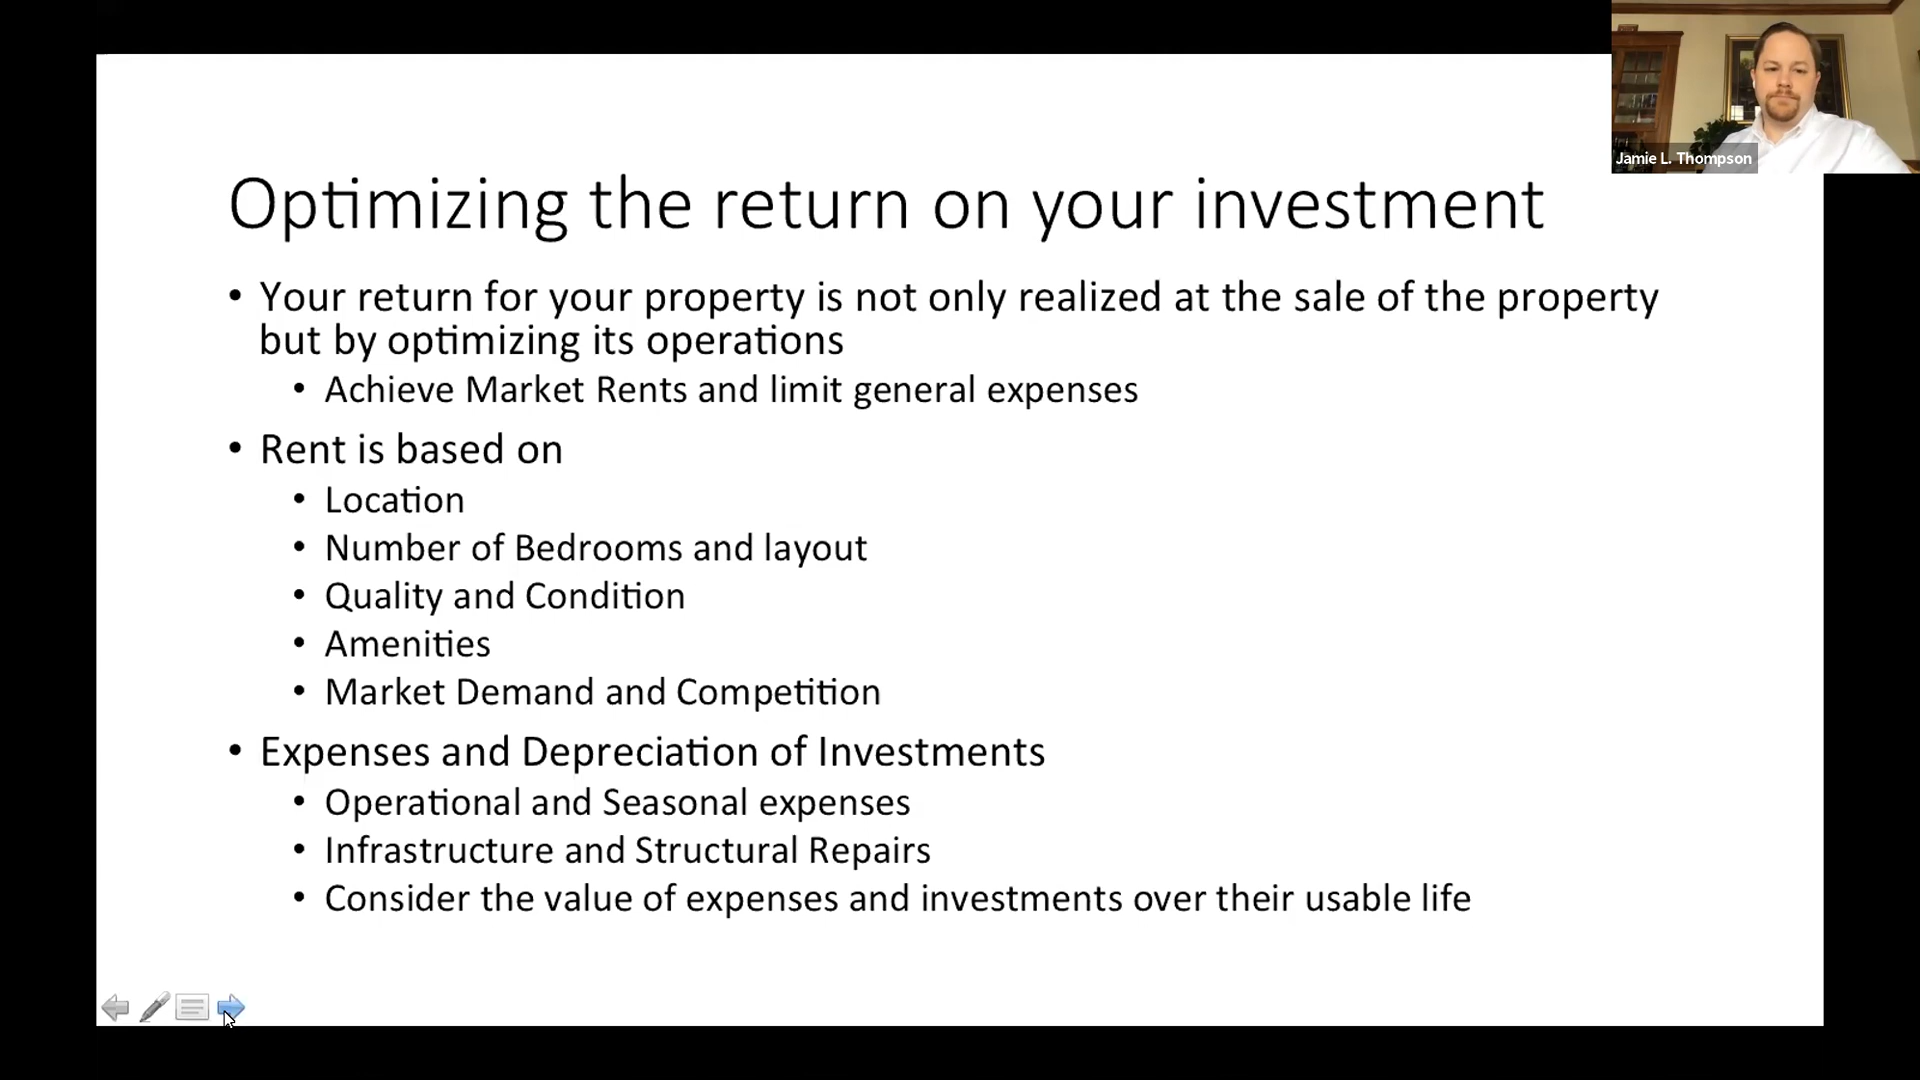 Jamie L. Thompson
Optimizing the return on your investment
• Your return for your property is not only realized at the sale of the property
but by optimizing its operations
• Achieve Market Rents and limit general expenses
• Rent is based on
• Location
• Number of Bedrooms and layout
• Quality and Condition
• Amenities
• Market Demand and Competition
• Expenses and Depreciation of Investments
• Operational and Seasonal expenses
• Infrastructure and Structural Repairs
• Consider the value of expenses and investments over their usable life